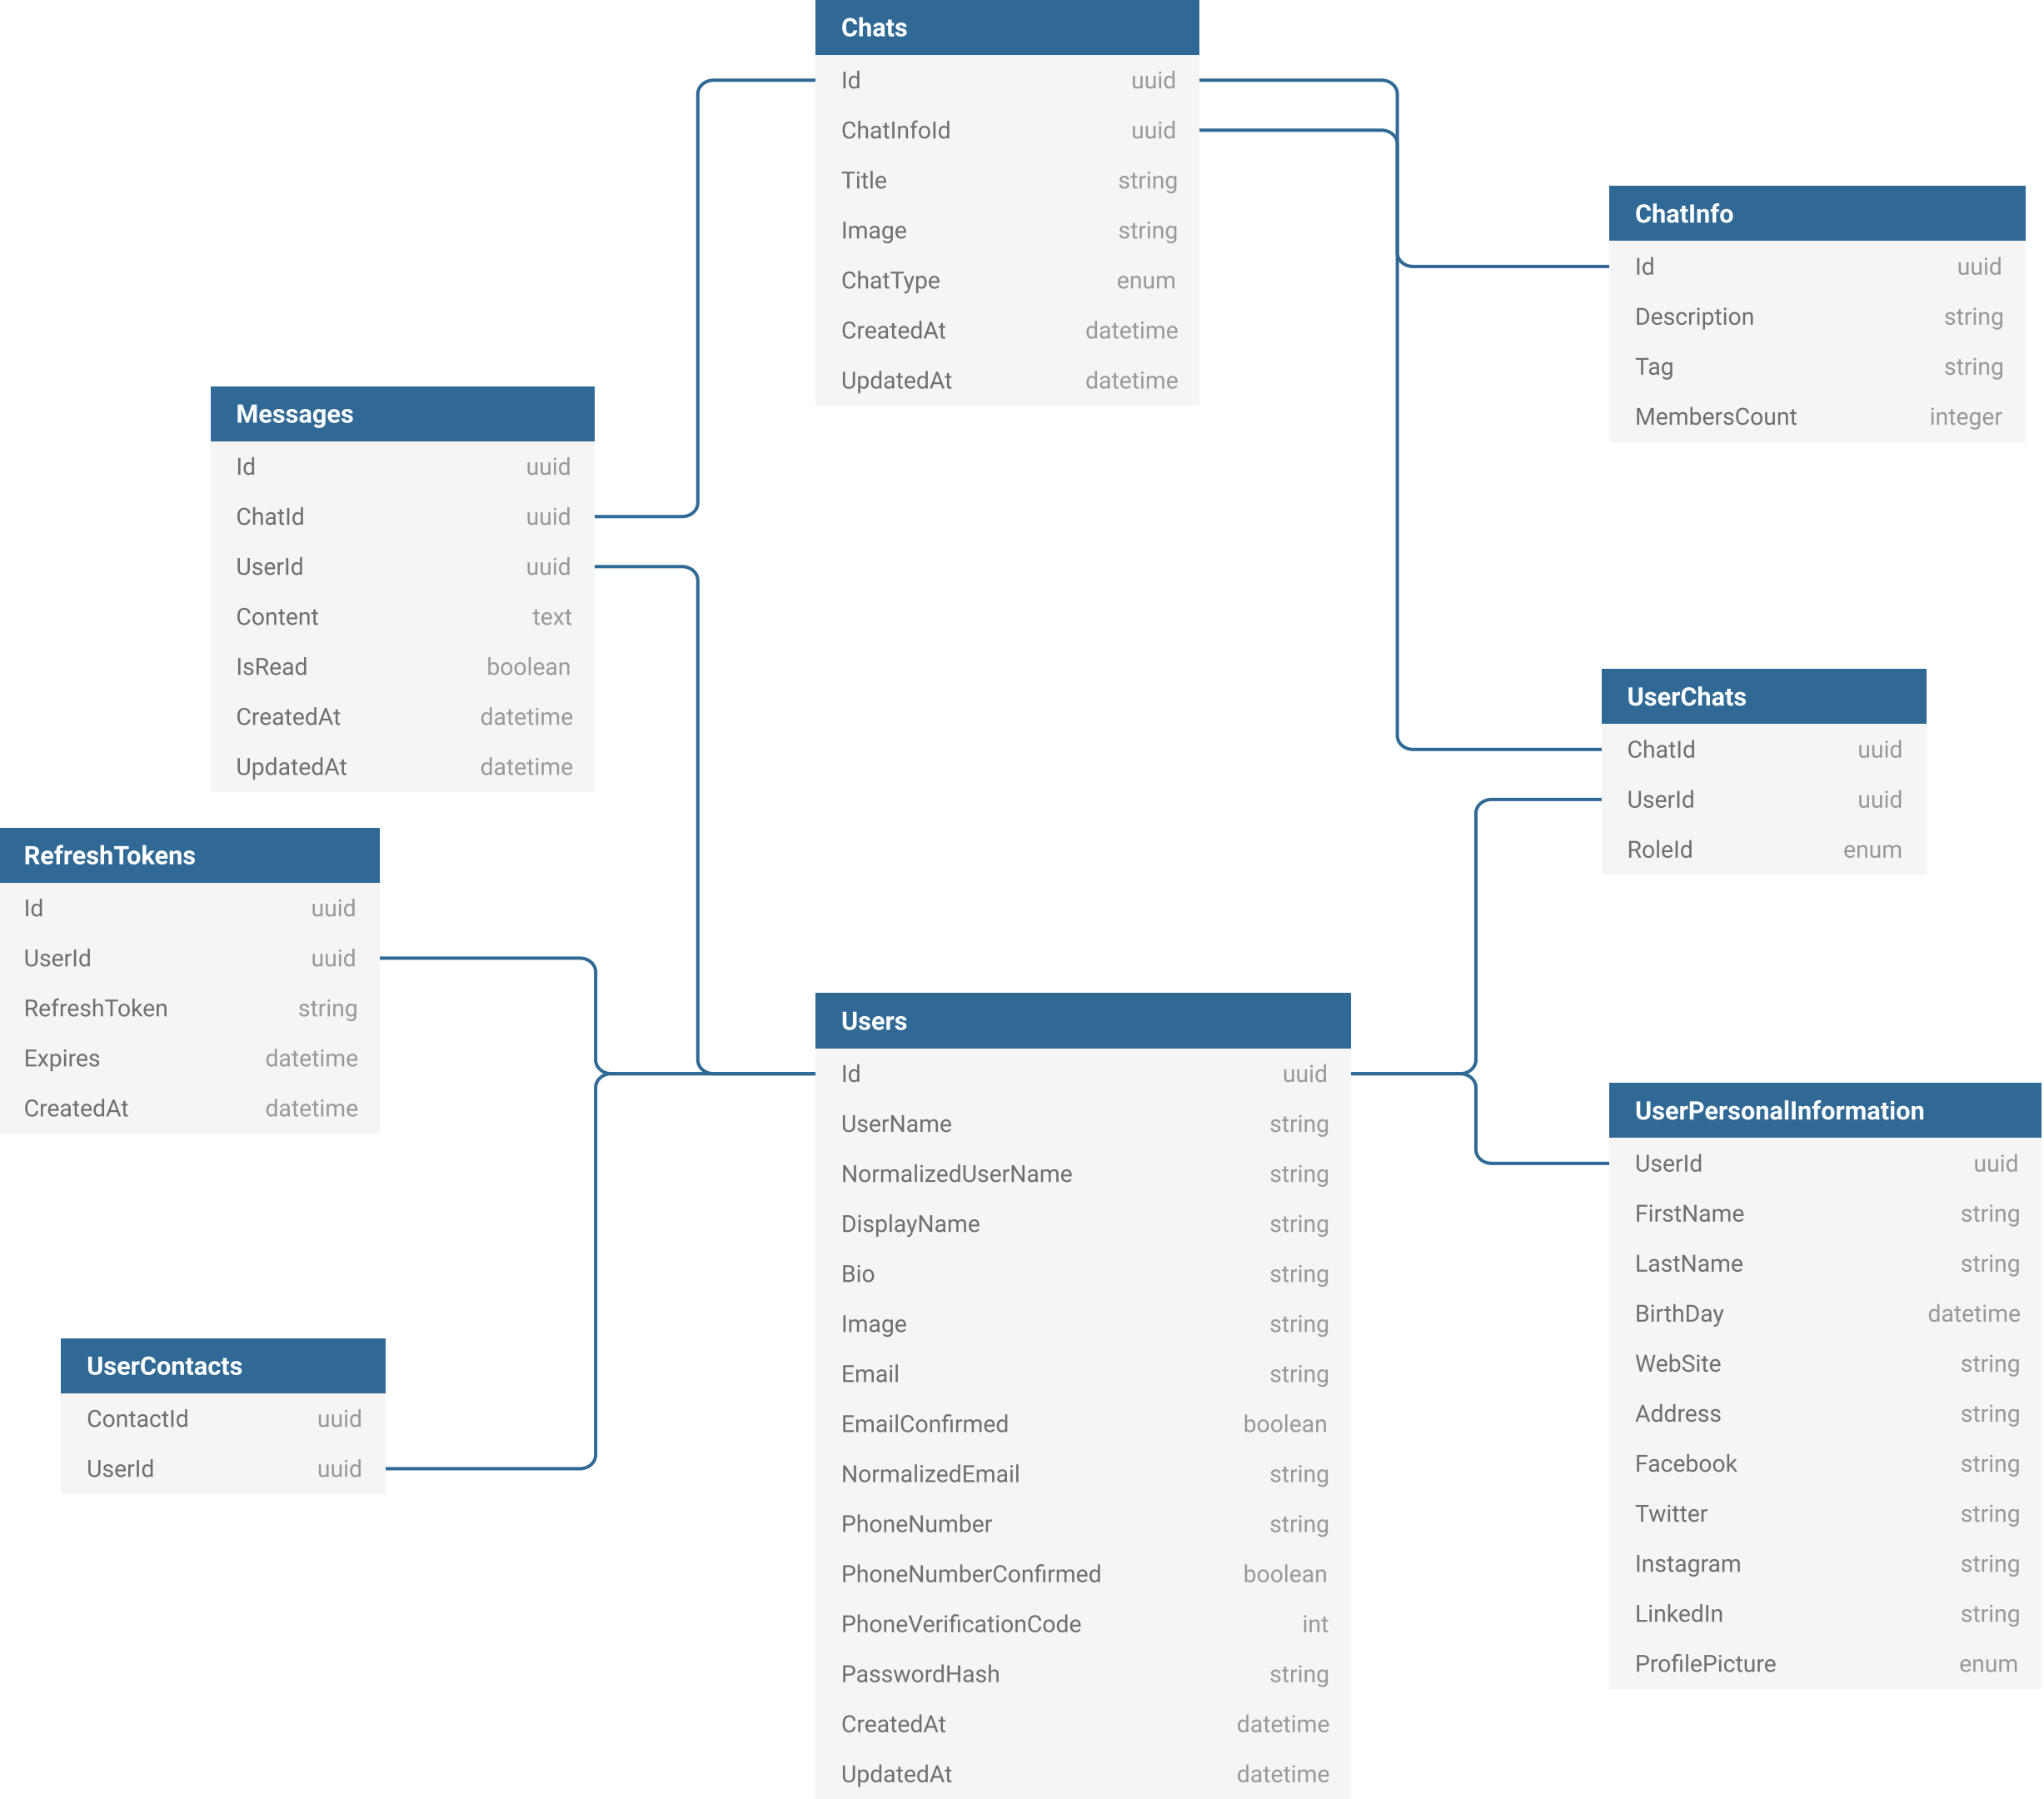 Chats
Id uuid
ChatInfoId uuid
Title string
Image string
ChatType enum
CreatedAt datetime
UpdatedAt datetime
ChatInfo
Id uuid
Description string
Tag string
MembersCount integer
Messages
Id uuid
ChatId uuid
UserId uuid
Content text
IsRead boolean
CreatedAt datetime
UpdatedAt datetime
UserChats
ChatId uuid
UserId uuid
RoleId enum
RefreshTokens
Id uuid
UserId uuid
RefreshToken string
Expires datetime
CreatedAt datetime
Users
Id uuid
UserName string
NormalizedUserName string
DisplayName string
Bio string
Image string
Email string
EmailConfirmed boolean
NormalizedEmail string
PhoneNumber string
PhoneNumberConfirmed boolean
PhoneVerificationCode int
PasswordHash string
CreatedAt datetime
UpdatedAt datetime
UserPersonalInformation
UserId uuid
FirstName string
LastName string
BirthDay datetime
WebSite string
Address string
Facebook string
Twitter string
Instagram string
LinkedIn string
ProfilePicture enum
UserContacts
ContactId uuid
UserId uuid